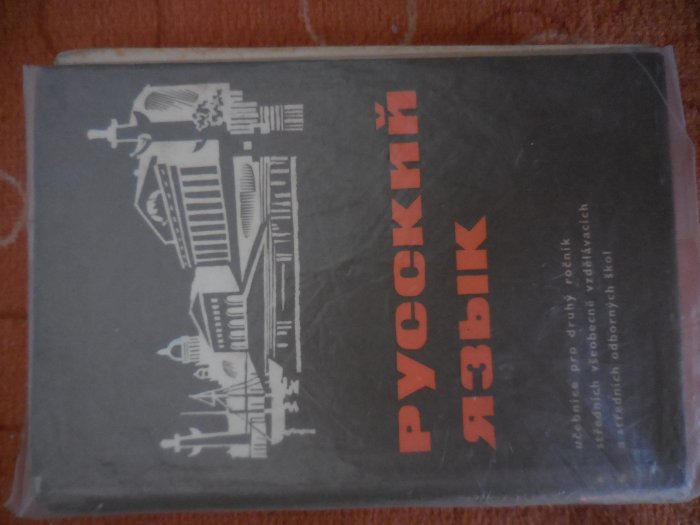 РУССКИЙ
ЯЗЫК
učebnice pro druhý ročník
středních všeobecně vzdělávacích
a středních odborných škol